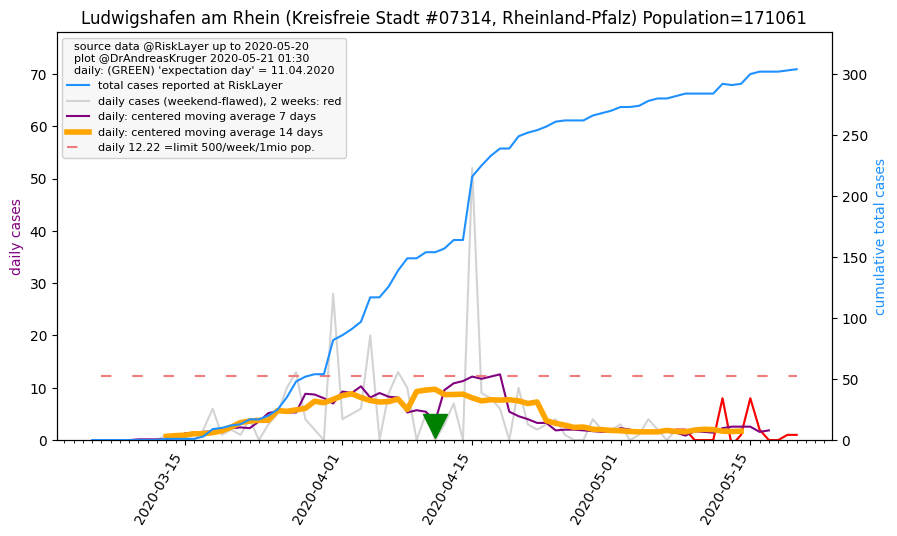 Ludwigshafen am Rhein (Kreisfreie Stadt #07314, Rheinland-Pfalz) Population=171061
source data @RiskLayer up to 2020-05-20
plot @DrAndreasKruger 2020-05-21 01:30
daily: (GREEN) 'expectation day' = 11.04.2020
total cases reported at RiskLayer
daily cases (weekend-flawed), 2 weeks: red
daily: centered moving average 7 days
daily: centered moving average 14 days
daily 12.22 =limit 500/week/1mio pop.
daily cases
70
60
50
40
30
20
10
0
cumulative total cases
300
250
200
150
100
50
0
2020-03-15
2020-04-01
2020-04-15
2020-05-01
2020-05-15